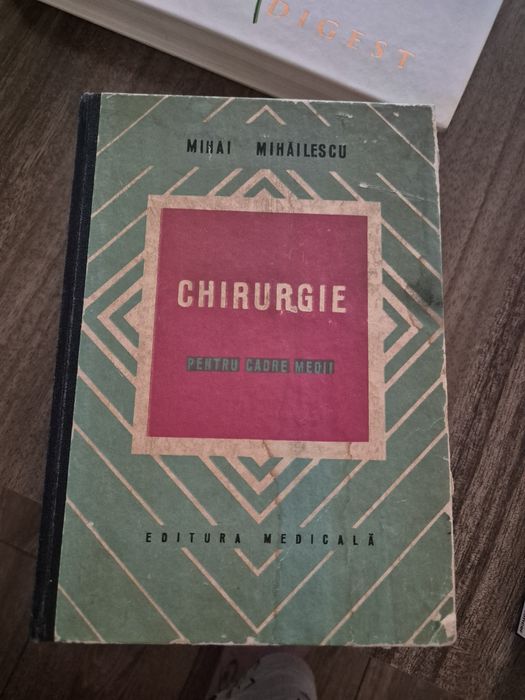 DIGEST
MIHAI MIHĂILESCU
CHIRURGIE
PENTRU CADRE MEDII
EDITURA MEDICALĂ